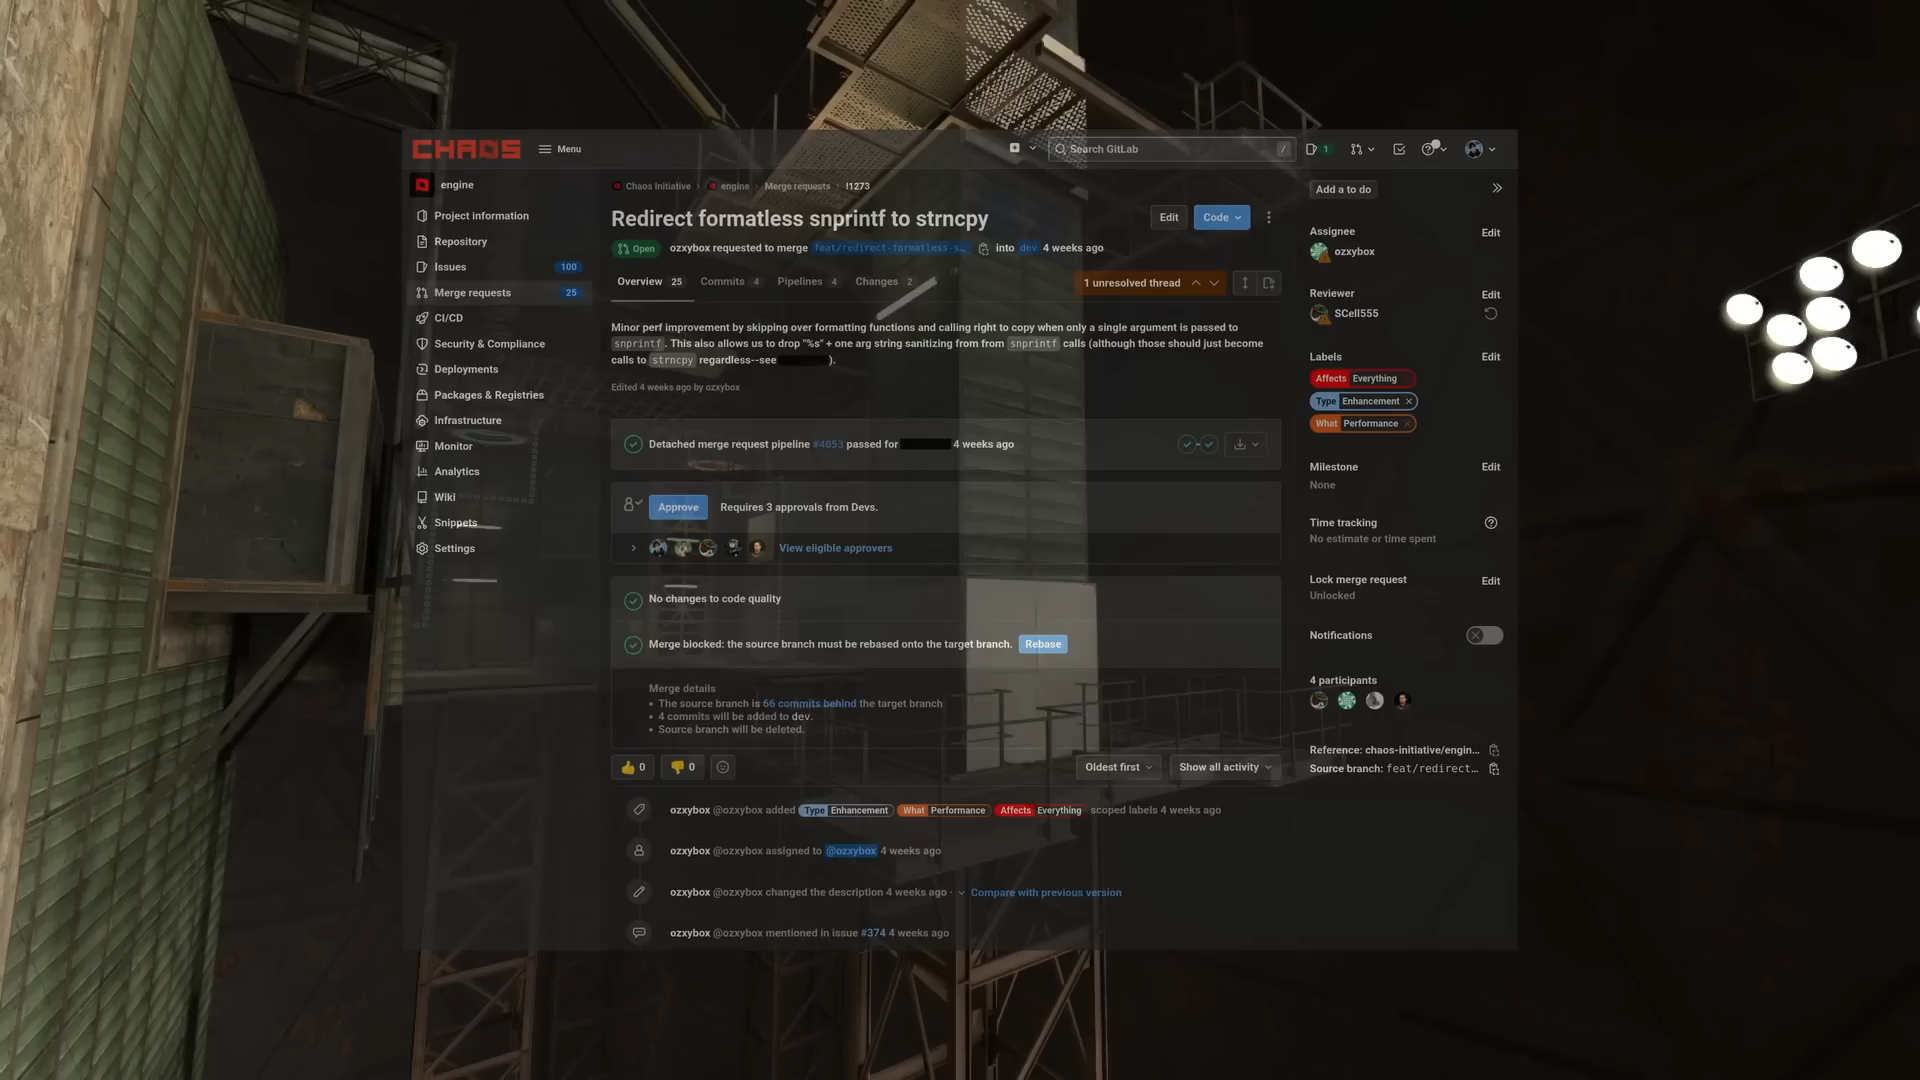 CHAOS
Menu
Search GitLab
/
1
engine
Project information
Repository
Issues 100
Merge requests 25
CI/CD
Security & Compliance
Deployments
Packages & Registries
Infrastructure
Monitor
Analytics
Wiki
Snippets
Settings
Chaos Initiative › engine › Merge requests › !1273
Redirect formatless snprintf to strncpy
Edit
Code
Open ozxybox requested to merge feat/redirect-formatless-s… into dev 4 weeks ago
Overview 25 Commits 4 Pipelines 4 Changes 2
1 unresolved thread
Minor perf improvement by skipping over formatting functions and calling right to copy when only a single argument is passed to
snprintf. This also allows us to drop "%s" + one arg string sanitizing from from snprintf calls (although those should just become
calls to strncpy regardless--see ).
Edited 4 weeks ago by ozxybox
Detached merge request pipeline #4053 passed for 4 weeks ago
Approve Requires 3 approvals from Devs.
View eligible approvers
No changes to code quality
Merge blocked: the source branch must be rebased onto the target branch. Rebase
Merge details
• The source branch is 66 commits behind the target branch
• 4 commits will be added to dev.
• Source branch will be deleted.
0 0
Oldest first
Show all activity
ozxybox @ozxybox added Type Enhancement What Performance Affects Everything scoped labels 4 weeks ago
ozxybox @ozxybox assigned to @ozxybox 4 weeks ago
ozxybox @ozxybox changed the description 4 weeks ago · Compare with previous version
ozxybox @ozxybox mentioned in issue #374 4 weeks ago
Add a to do
Assignee Edit
ozxybox
Reviewer Edit
SCell555
Labels Edit
Affects Everything
Type Enhancement ×
What Performance ×
Milestone Edit
None
Time tracking
No estimate or time spent
Lock merge request Edit
Unlocked
Notifications
4 participants
Reference: chaos-initiative/engin…
Source branch: feat/redirect…